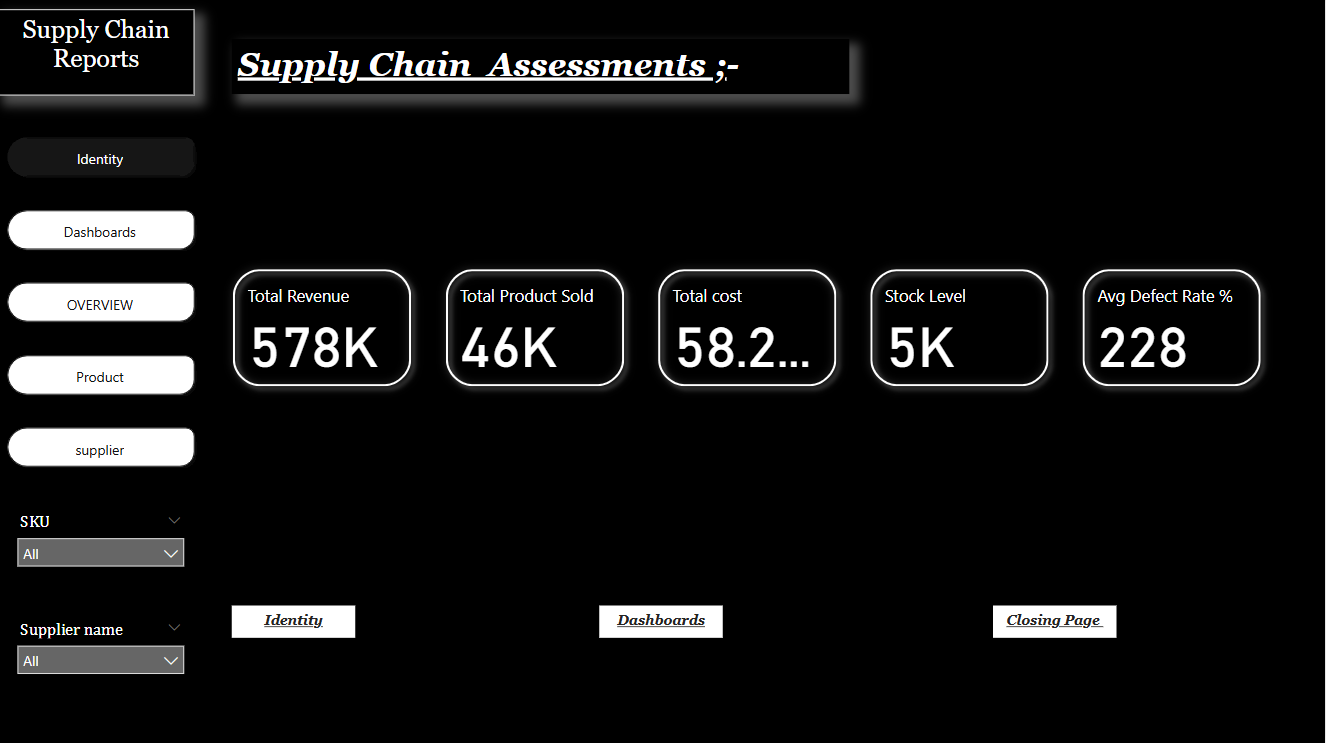 Supply Chain
Reports
Supply Chain  Assessments ;-
Identity
Dashboards
OVERVIEW
Product
supplier
SKU
All
Supplier name
All
Total Revenue
578K
Total Product Sold
46K
Total cost
58.2...
Stock Level
5K
Avg Defect Rate %
228
Identity
Dashboards
Closing Page